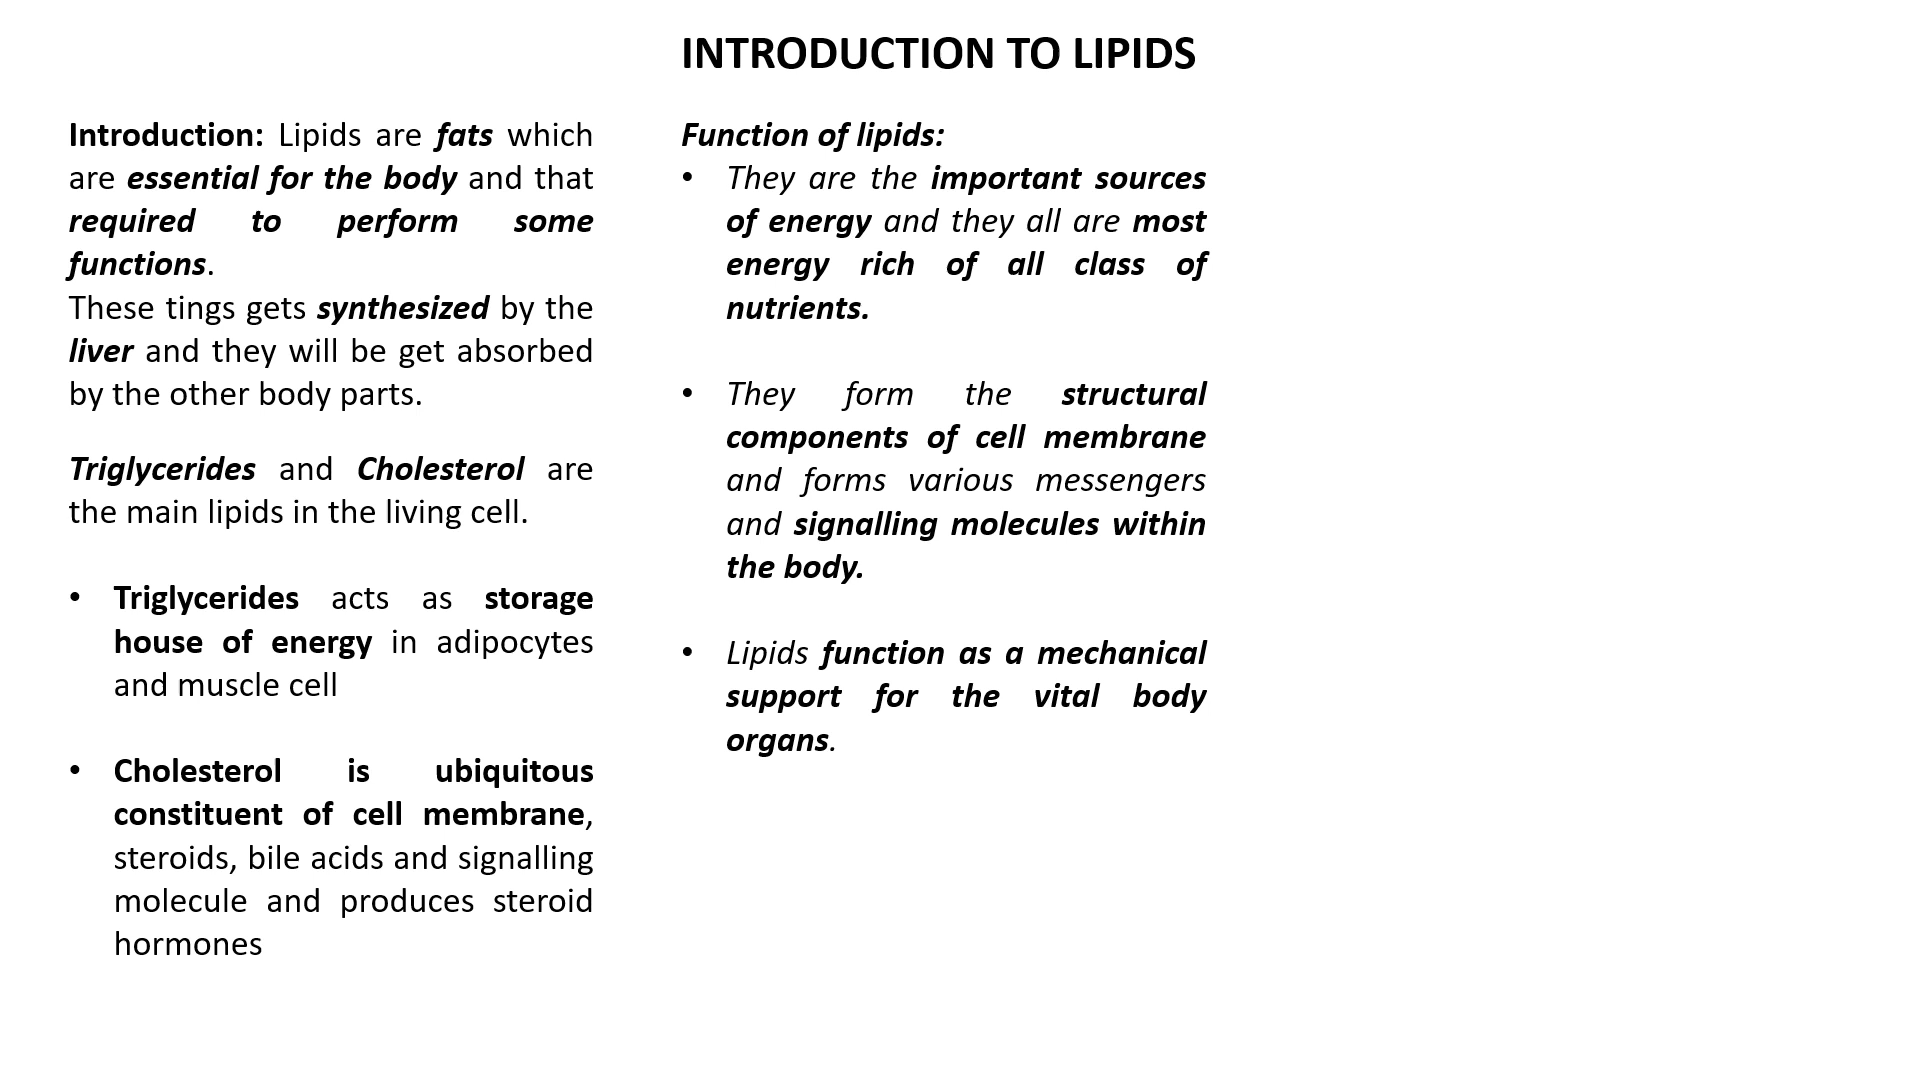 INTRODUCTION TO LIPIDS
Introduction: Lipids are fats which
are essential for the body and that
required to perform some
functions.
These tings gets synthesized by the
liver and they will be get absorbed
by the other body parts.
Triglycerides and Cholesterol are
the main lipids in the living cell.
• Triglycerides acts as storage
house of energy in adipocytes
and muscle cell
• Cholesterol is ubiquitous
constituent of cell membrane,
steroids, bile acids and signalling
molecule and produces steroid
hormones
Function of lipids:
• They are the important sources
of energy and they all are most
energy rich of all class of
nutrients.
• They form the structural
components of cell membrane
and forms various messengers
and signalling molecules within
the body.
• Lipids function as a mechanical
support for the vital body
organs.